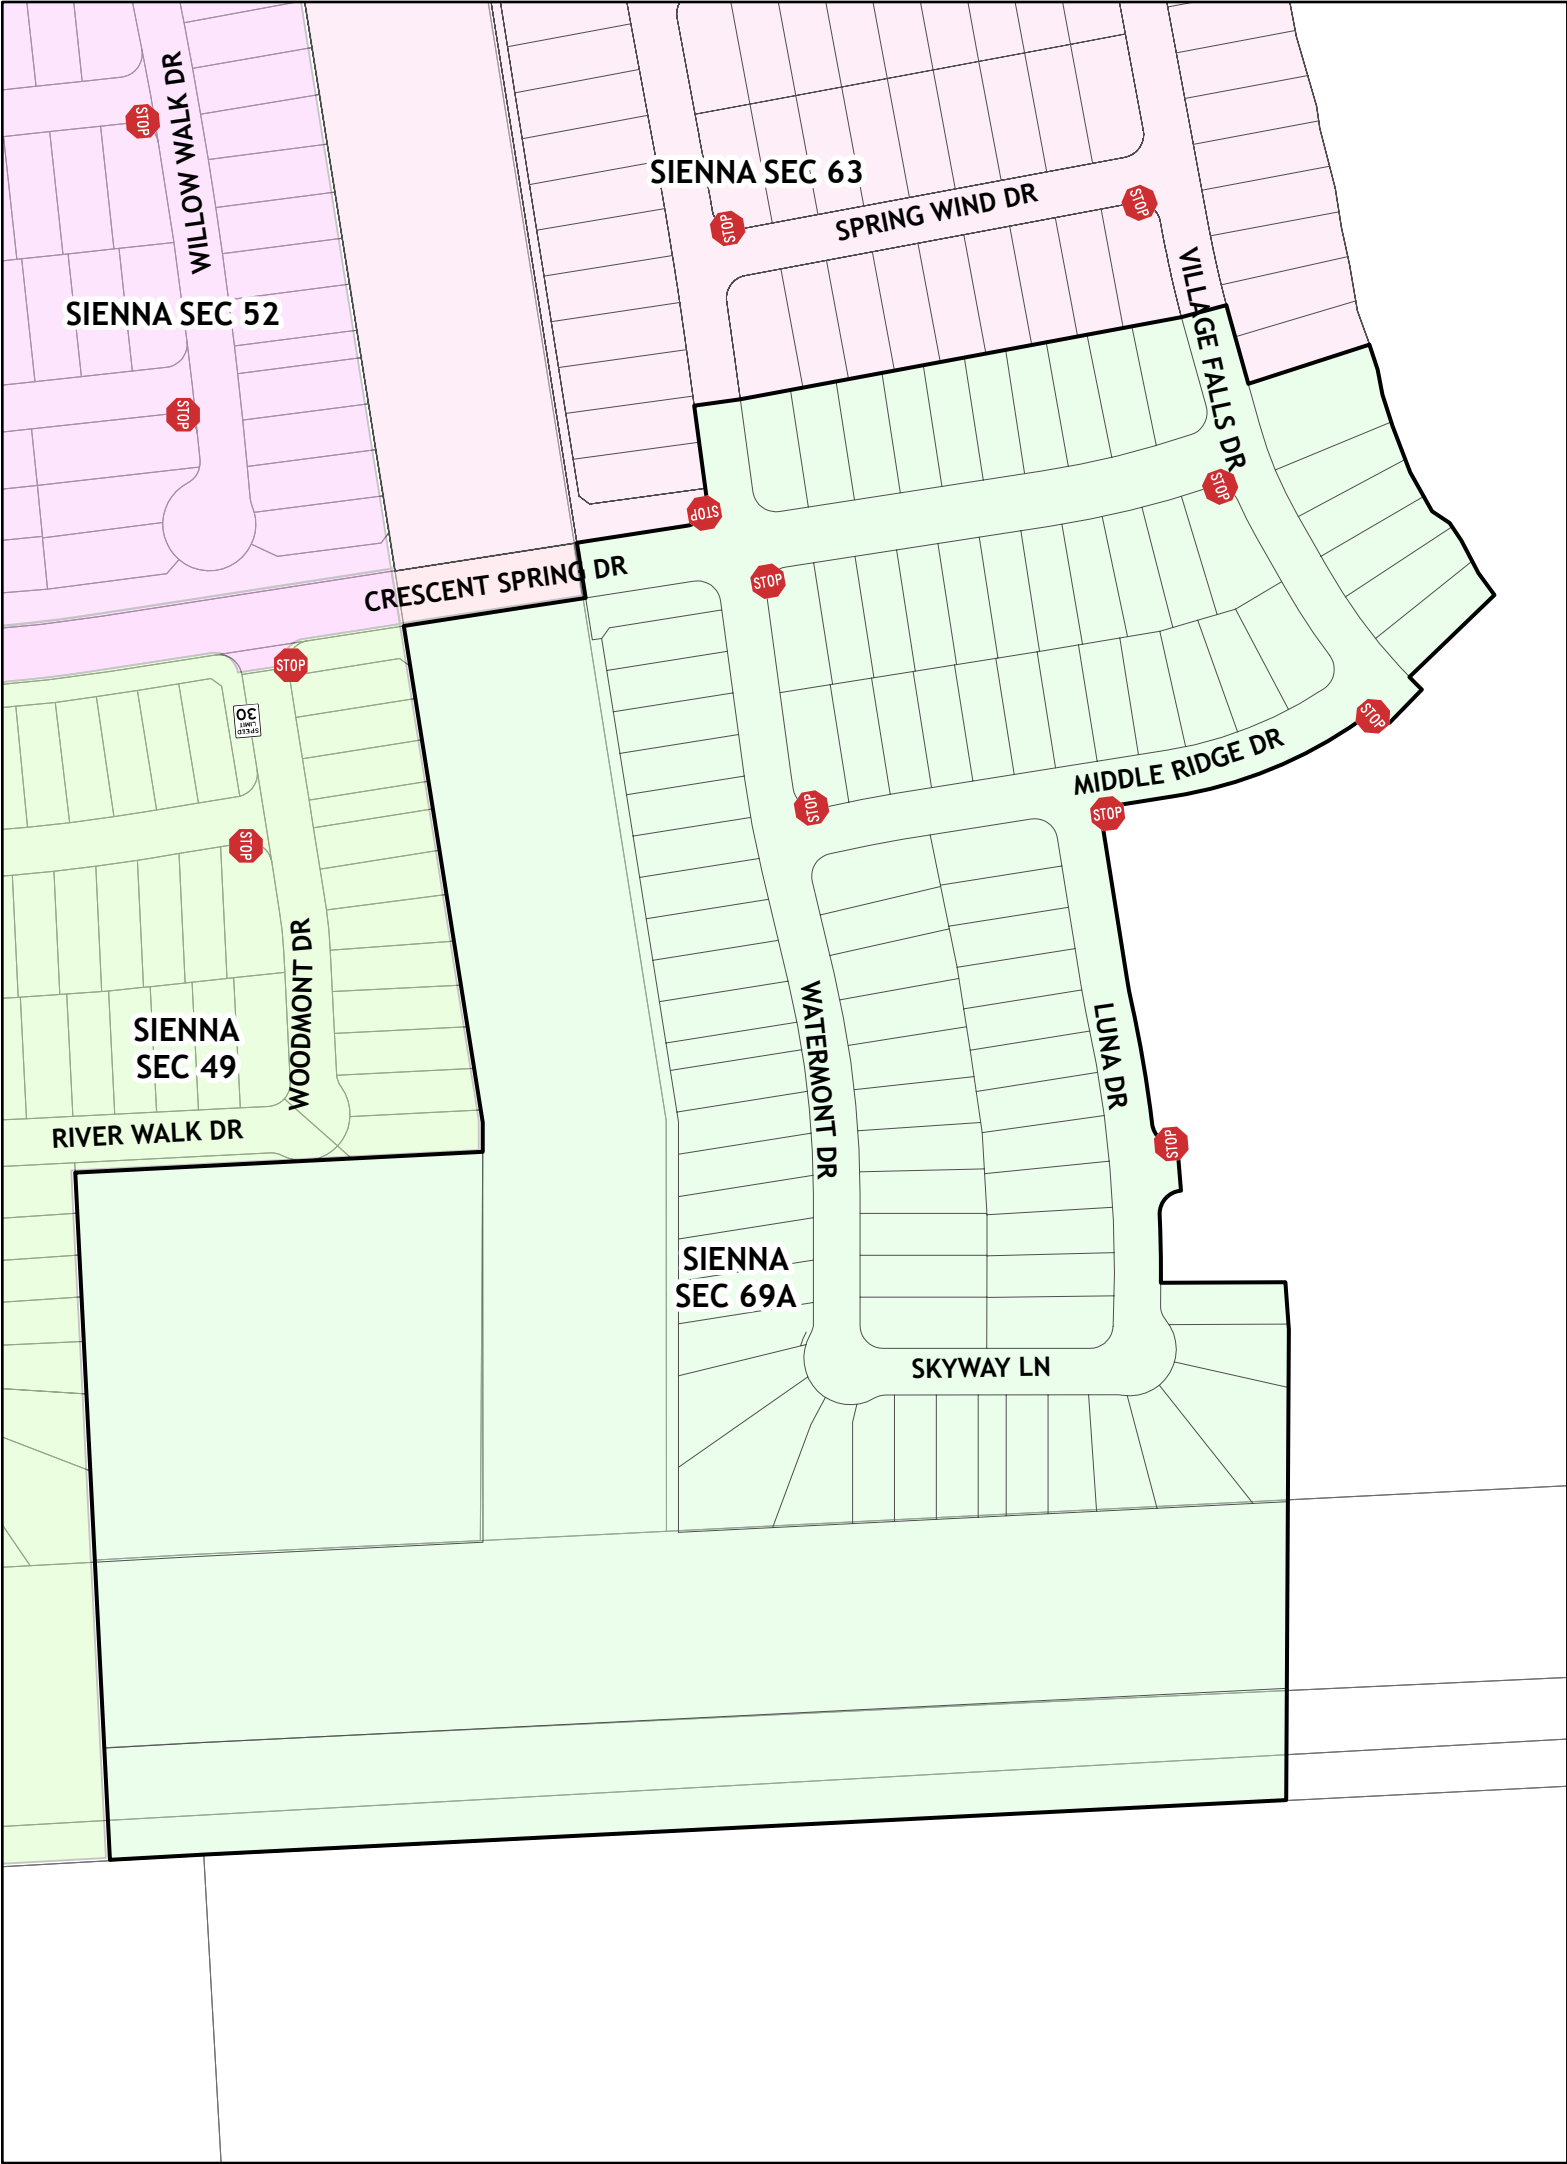 WILLOW WALK DR
STOP
SIENNA SEC 63
STOP
SPRING WIND DR
STOP
VILLAGE FALLS DR
SIENNA SEC 52
STOP
STOP
STOP
CRESCENT SPRING DR
STOP
STOP
SPEED
LIMIT
30
STOP
MIDDLE RIDGE DR
STOP
STOP
STOP
WOODMONT DR
SIENNA
SEC 49
WATERMONT DR
LUNA DR
RIVER WALK DR
STOP
SIENNA
SEC 69A
SKYWAY LN